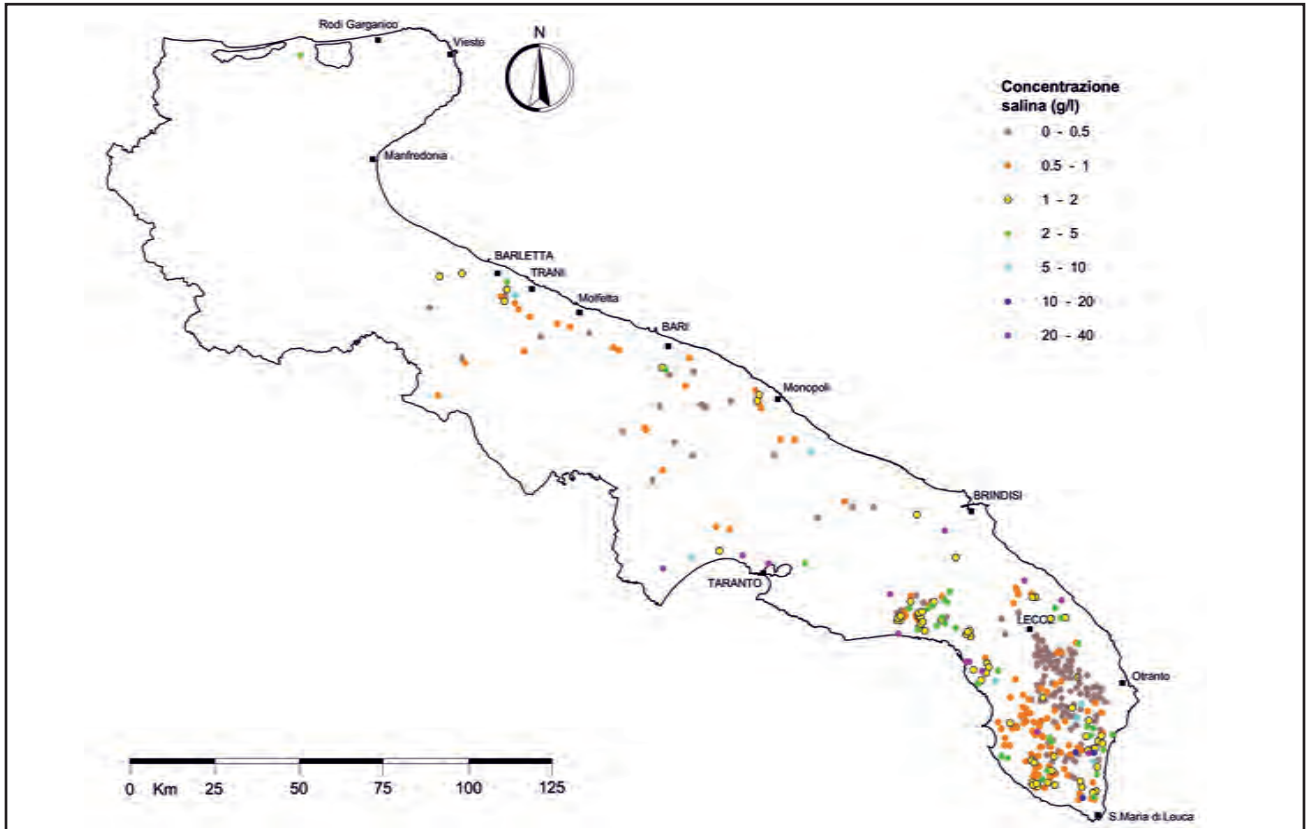 Rodi Garganico
Vieste
N
Manfredonia
Concentrazione
salina (g/l)
0 - 0.5
0.5 - 1
1 - 2
2 - 5
5 - 10
10 - 20
20 - 40
BARLETTA
TRANI
Molfetta
BARI
Monopoli
BRINDISI
TARANTO
LECCE
Otranto
S.Maria di Leuca
0 Km 25 50 75 100 125